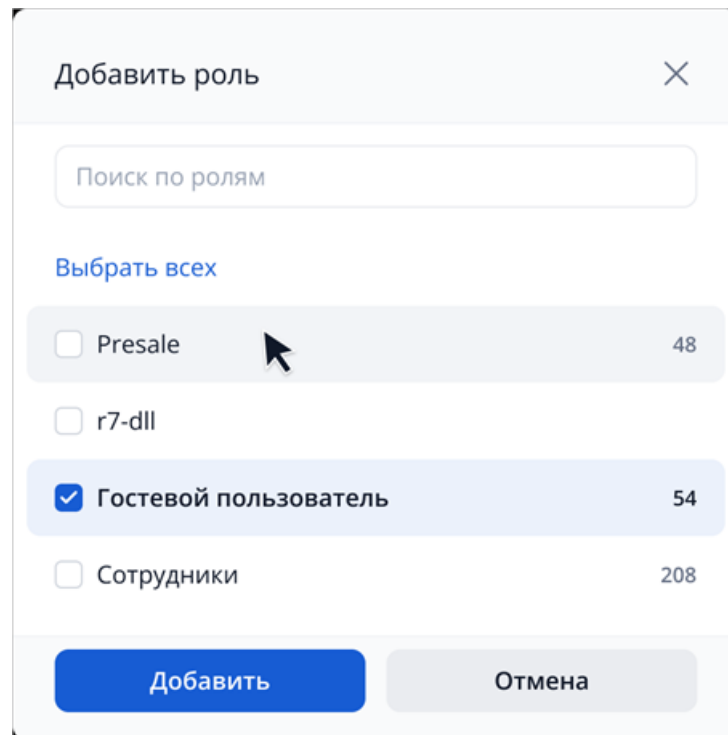 Добавить роль
Поиск по ролям
Выбрать всех
Presale 48
r7-dll
Гостевой пользователь 54
Сотрудники 208
Добавить Отмена